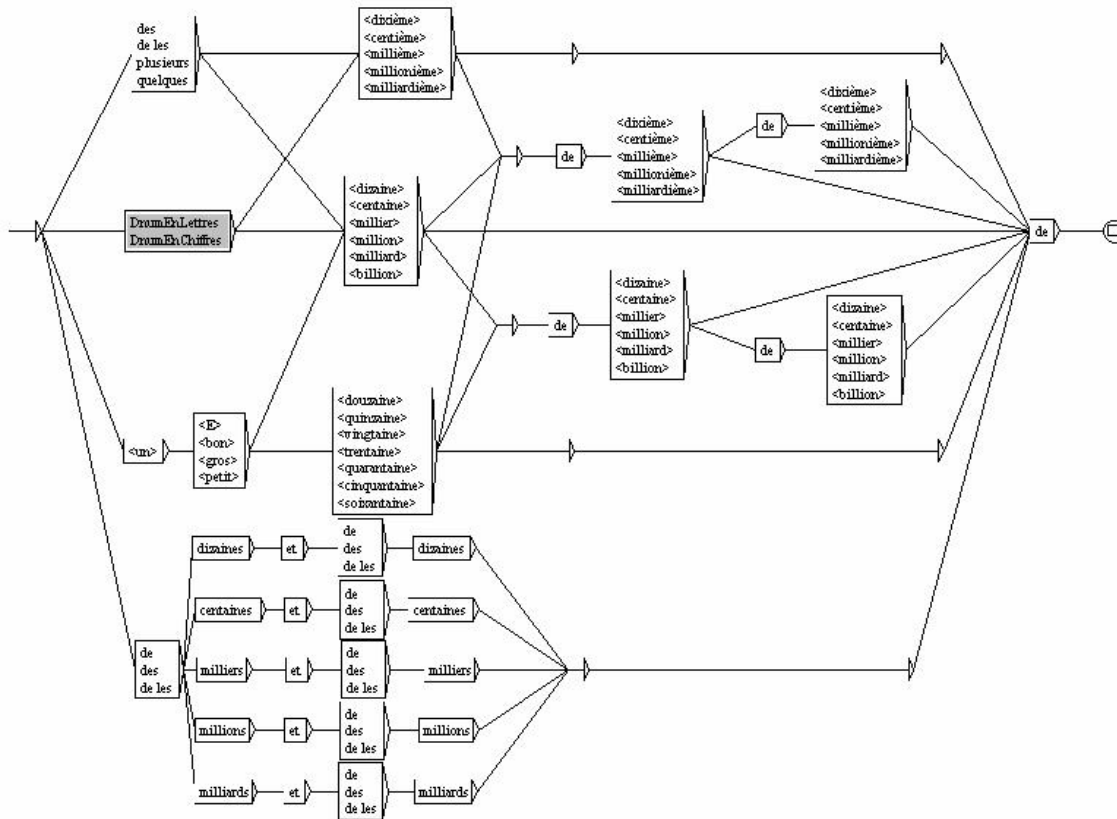 des
de les
plusieurs
quelques
<dixième>
<centième>
<millième>
<millionième>
<milliardième>
de
<dixième>
<centième>
<millième>
<millionième>
<milliardième>
de
<dixième>
<centième>
<millième>
<millionième>
<milliardième>
DnumEnLettres
DnumEnChiffres
<dizaine>
<centaine>
<millier>
<million>
<milliard>
<billion>
de
de
<dizaine>
<centaine>
<millier>
<million>
<milliard>
<billion>
de
<dizaine>
<centaine>
<millier>
<million>
<milliard>
<billion>
<un>
<E>
<bon>
<gros>
<petit>
<douzaine>
<quinzaine>
<vingtaine>
<trentaine>
<quarantaine>
<cinquantaine>
<soixantaine>
de
des
de les
dizaines
et
de
des
de les
dizaines
centaines
et
de
des
de les
centaines
milliers
et
de
des
de les
milliers
millions
et
de
des
de les
millions
milliards
et
de
des
de les
milliards